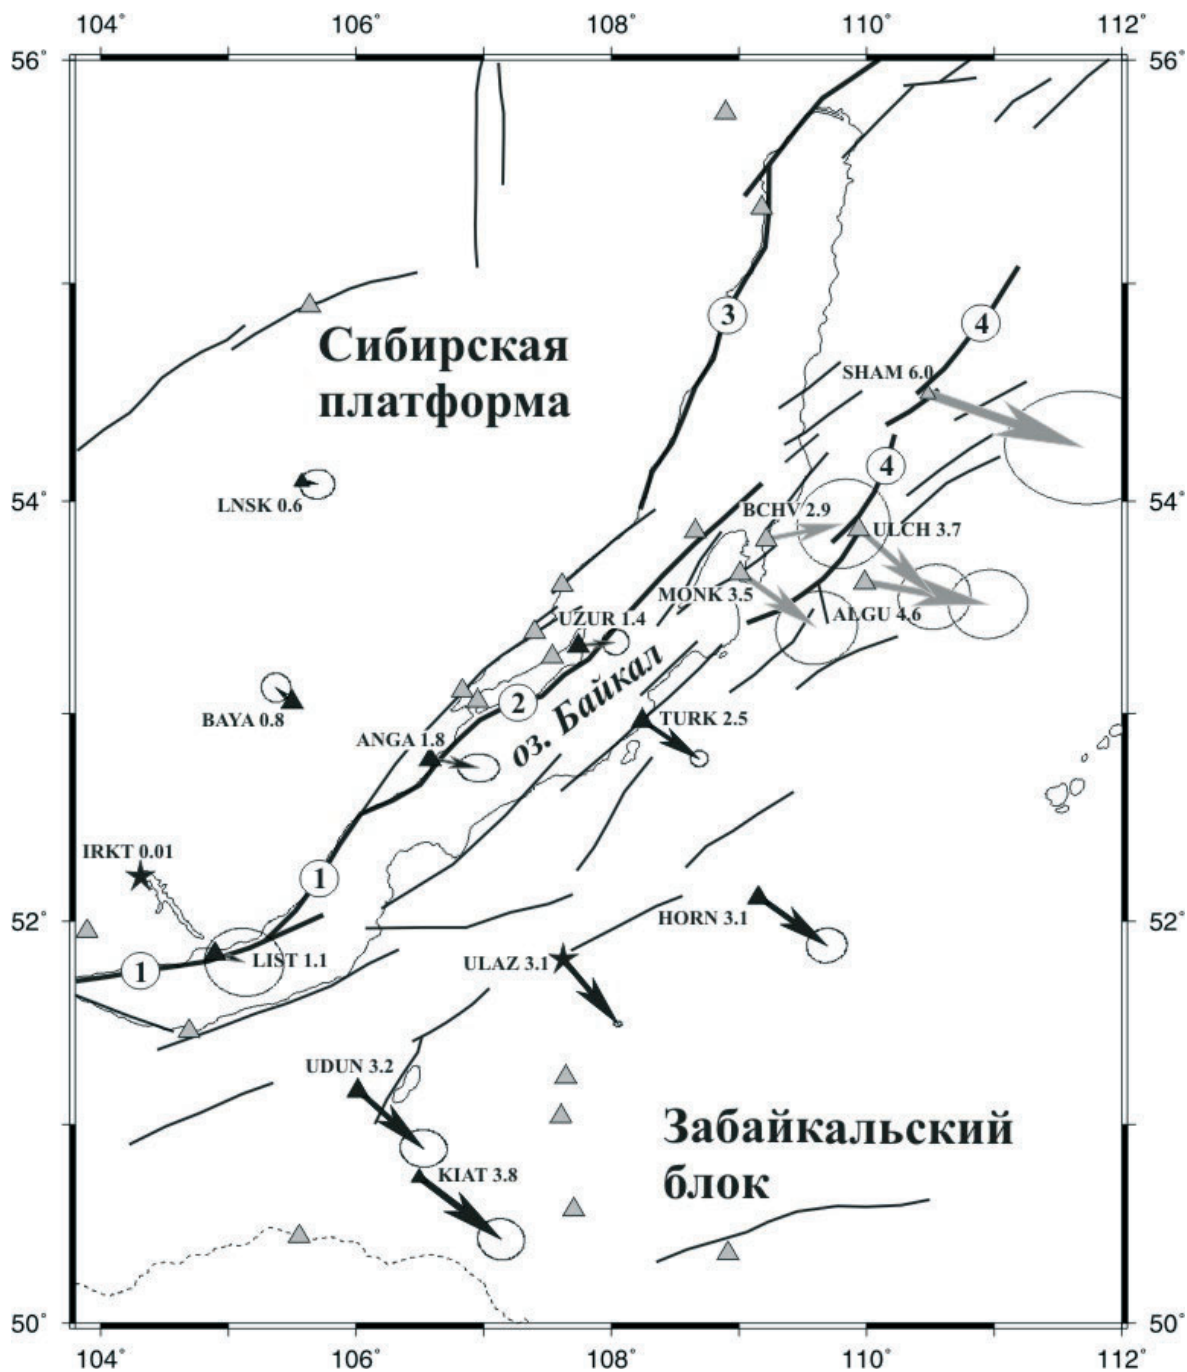 104° 106° 108° 110° 112°
56° 56°
3
4
Сибирская
платформа
SHAM 6.0
4
LNSK 0.6
54° 54°
BCHV 2.9
ULCH 3.7
MONK 3.5
ALGU 4.6
UZUR 1.4
оз. Байкал
2
BAYA 0.8
TURK 2.5
ANGA 1.8
IRKT 0.01
1
HORN 3.1
52° 52°
LIST 1.1
ULAZ 3.1
1
UDUN 3.2
Забайкальский
блок
KIAT 3.8
50° 50°
104° 106° 108° 110° 112°